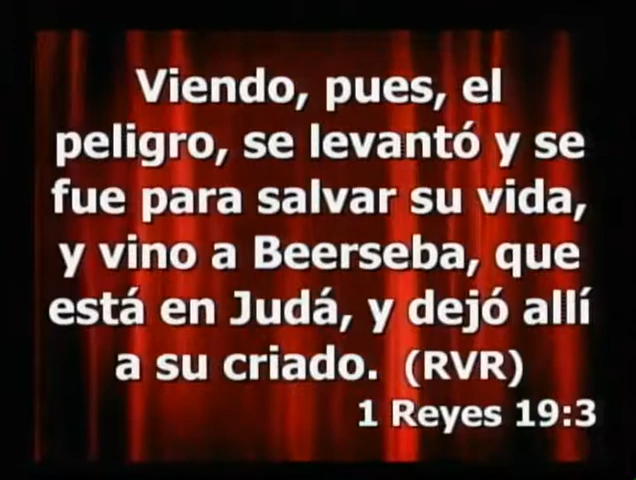 Viendo, pues, el
peligro, se levantó y se
fue para salvar su vida,
y vino a Beerseba, que
está en Judá, y dejó allí
a su criado. (RVR)
1 Reyes 19:3